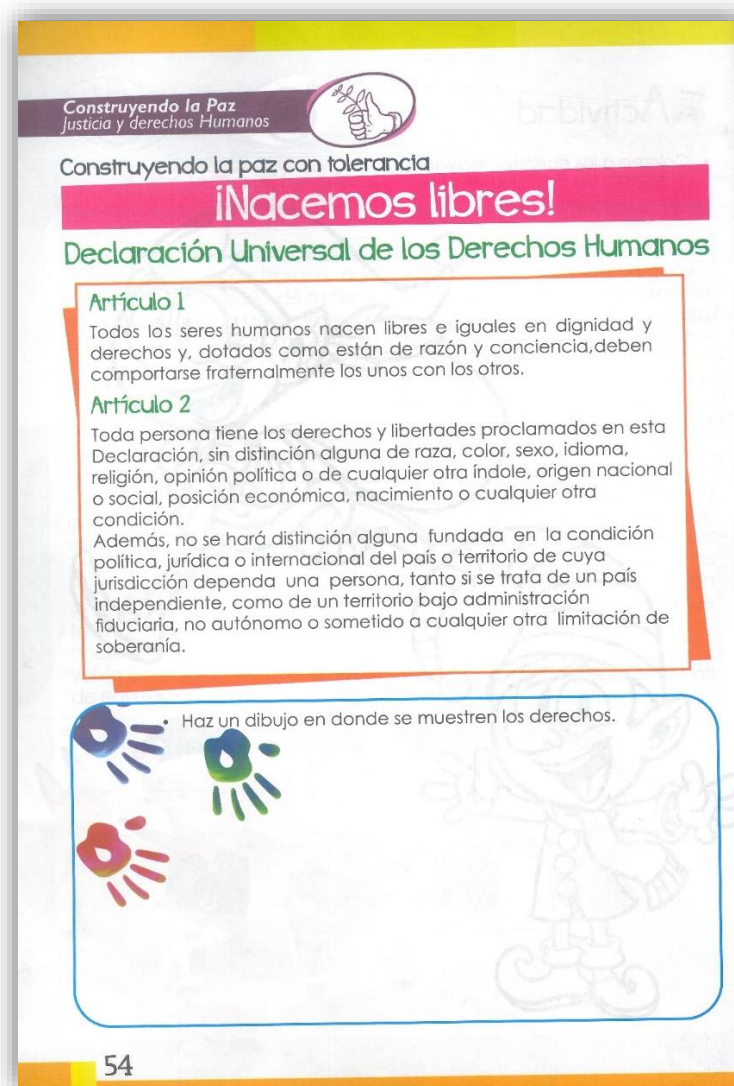 Construyendo la Paz
Justicia y derechos Humanos
Construyendo la paz con tolerancia
¡Nacemos libres!
Declaración Universal de los Derechos Humanos
Artículo 1
Todos los seres humanos nacen libres e iguales en dignidad y
derechos y, dotados como están de razón y conciencia,deben
comportarse fraternalmente los unos con los otros.
Artículo 2
Toda persona tiene los derechos y libertades proclamados en esta
Declaración, sin distinción alguna de raza, color, sexo, idioma,
religión, opinión política o de cualquier otra índole, origen nacional
o social, posición económica, nacimiento o cualquier otra
condición.
Además, no se hará distinción alguna fundada en la condición
política, jurídica o internacional del país o territorio de cuya
jurisdicción dependa una persona, tanto si se trata de un país
independiente, como de un territorio bajo administración
fiduciaria, no autónomo o sometido a cualquier otra limitación de
soberanía.
• Haz un dibujo en donde se muestren los derechos.
54